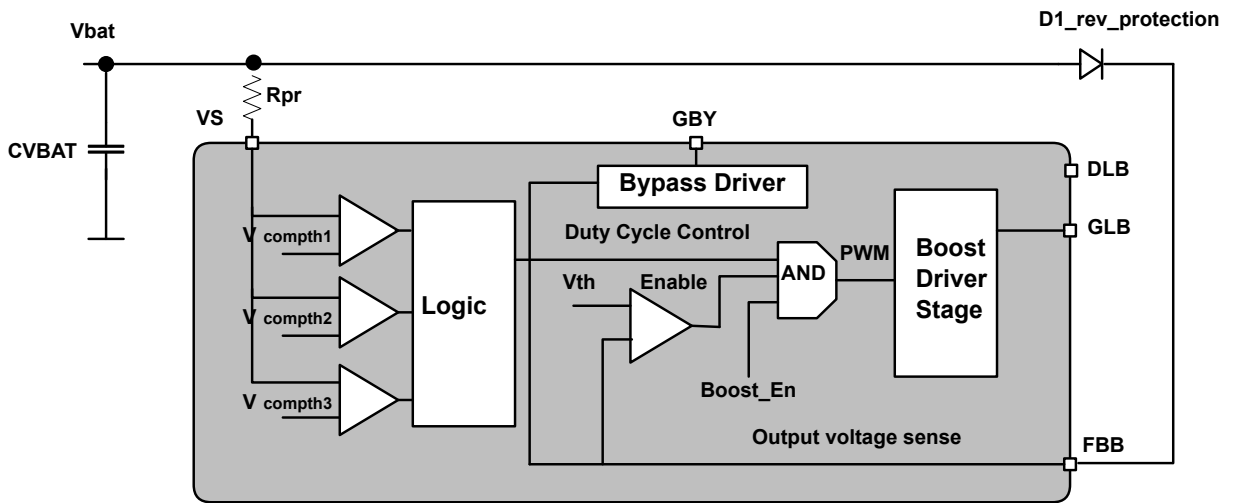 D1_rev_protection
Vbat
Rpr
VS
GBY
CVBAT
Bypass Driver
DLB
V compth1
Duty Cycle Control
GLB
Vth
Enable
AND
PWM
Boost
Driver
Stage
Logic
V compth2
Boost_En
V compth3
Output voltage sense
FBB